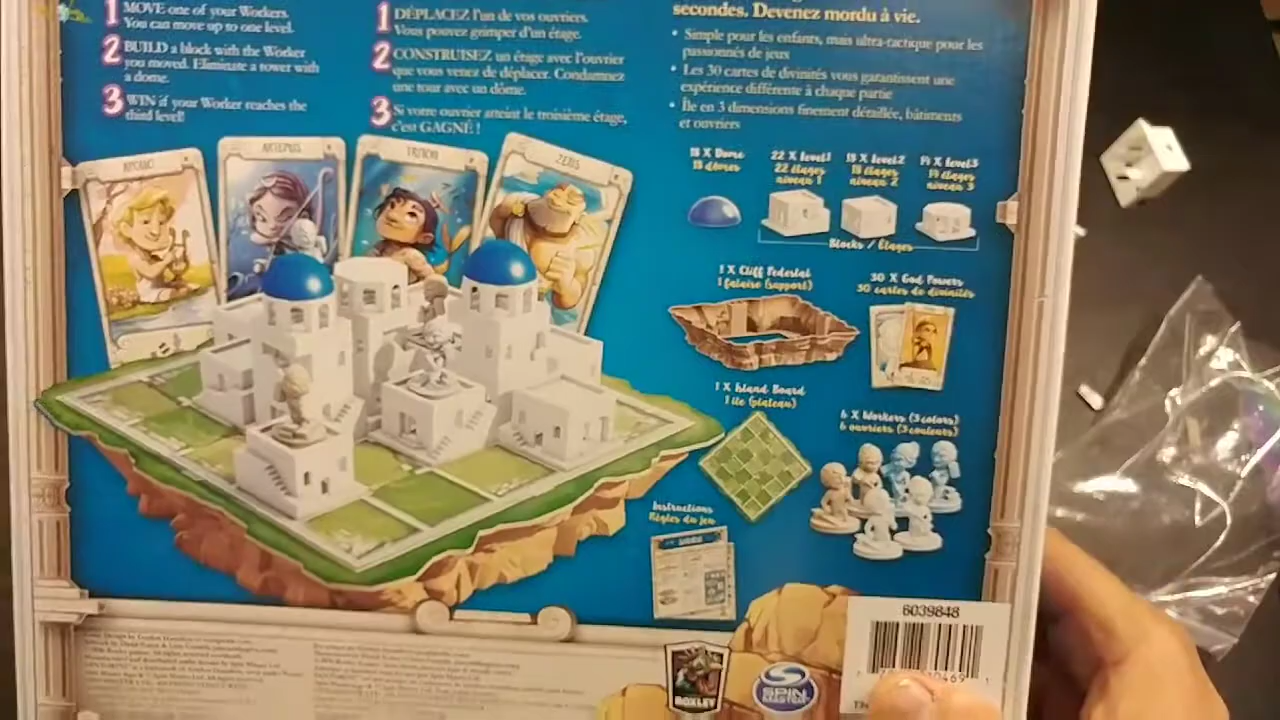 1 MOVE one of your Workers.
You can move up to one level.
2 BUILD a block with the Worker
you moved. Eliminate a tower with
a dome.
3 WIN if your Worker reaches the
third level!
1 DÉPLACEZ l'un de vos ouvriers.
Vous pouvez grimper d'un étage.
2 CONSTRUISEZ un étage avec l'ouvrier
que vous venez de déplacer. Condamnez
une tour avec un dôme.
3 Si votre ouvrier atteint le troisième étage,
c'est GAGNÉ !
secondes. Devenez mordu à vie.
• Simple pour les enfants, mais ultra-tactique pour les
passionnés de jeux
• Les 30 cartes de divinités vous garantissent une
expérience différente à chaque partie
• Île en 3 dimensions finement détaillée, bâtiments
et ouvriers
ARTEMIS
TRITON
ZEUS
18 X Dome
18 dômes
22 X level1
22 étages
niveau 1
18 X level2
18 étages
niveau 2
14 X level3
14 étages
niveau 3
Blocks / Étages
1 X Cliff Pedestal
1 falaise (support)
30 X God Powers
30 cartes de divinités
1 X Island Board
1 île (plateau)
6 X Workers (3 colors)
6 ouvriers (3 couleurs)
Instructions
Règles du jeu
6039848
ROXLEY
SPIN
MASTER